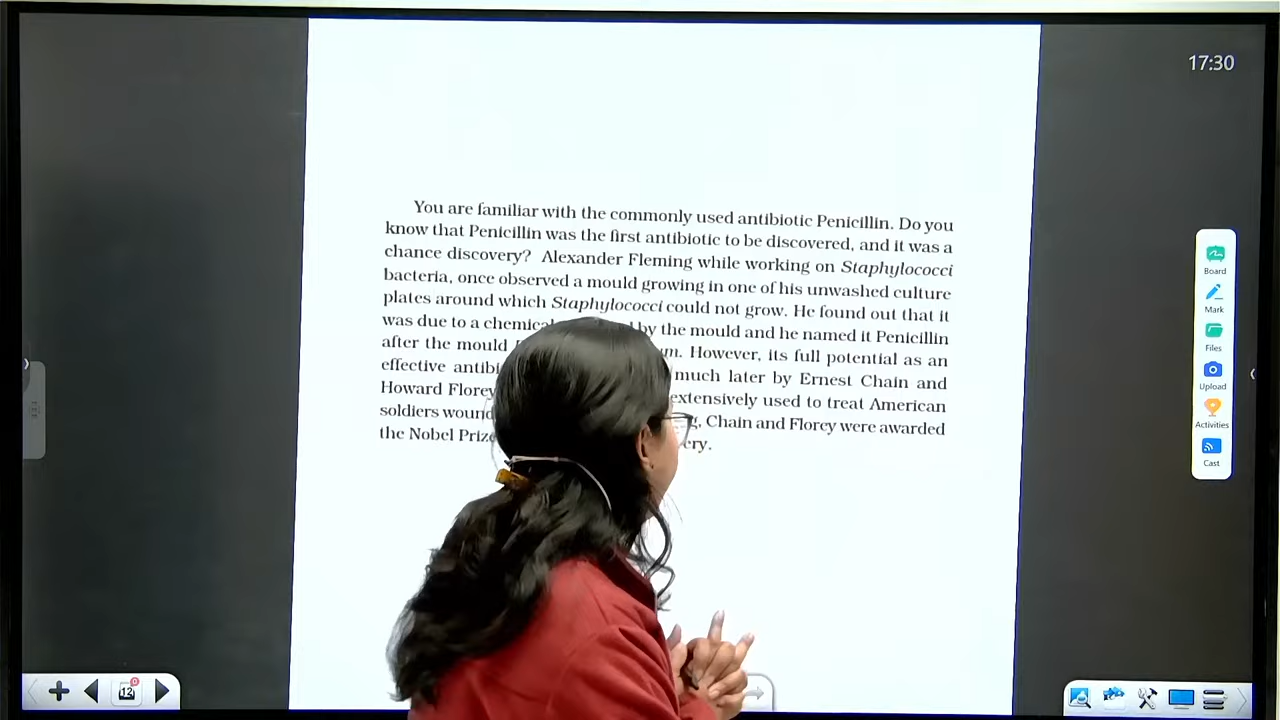 17:30
You are familiar with the commonly used antibiotic Penicillin. Do you
know that Penicillin was the first antibiotic to be discovered, and it was a
chance discovery? Alexander Fleming while working on Staphylococci
bacteria, once observed a mould growing in one of his unwashed culture
plates around which Staphylococci could not grow. He found out that it
was due to a chemical by the mould and he named it Penicillin
after the mould However, its full potential as an
effective much later by Ernest Chain and
Howard Florey extensively used to treat American
soldiers Chain and Florey were awarded
the Nobel
Board
Mark
Files
Upload
Activities
Cast
12
0